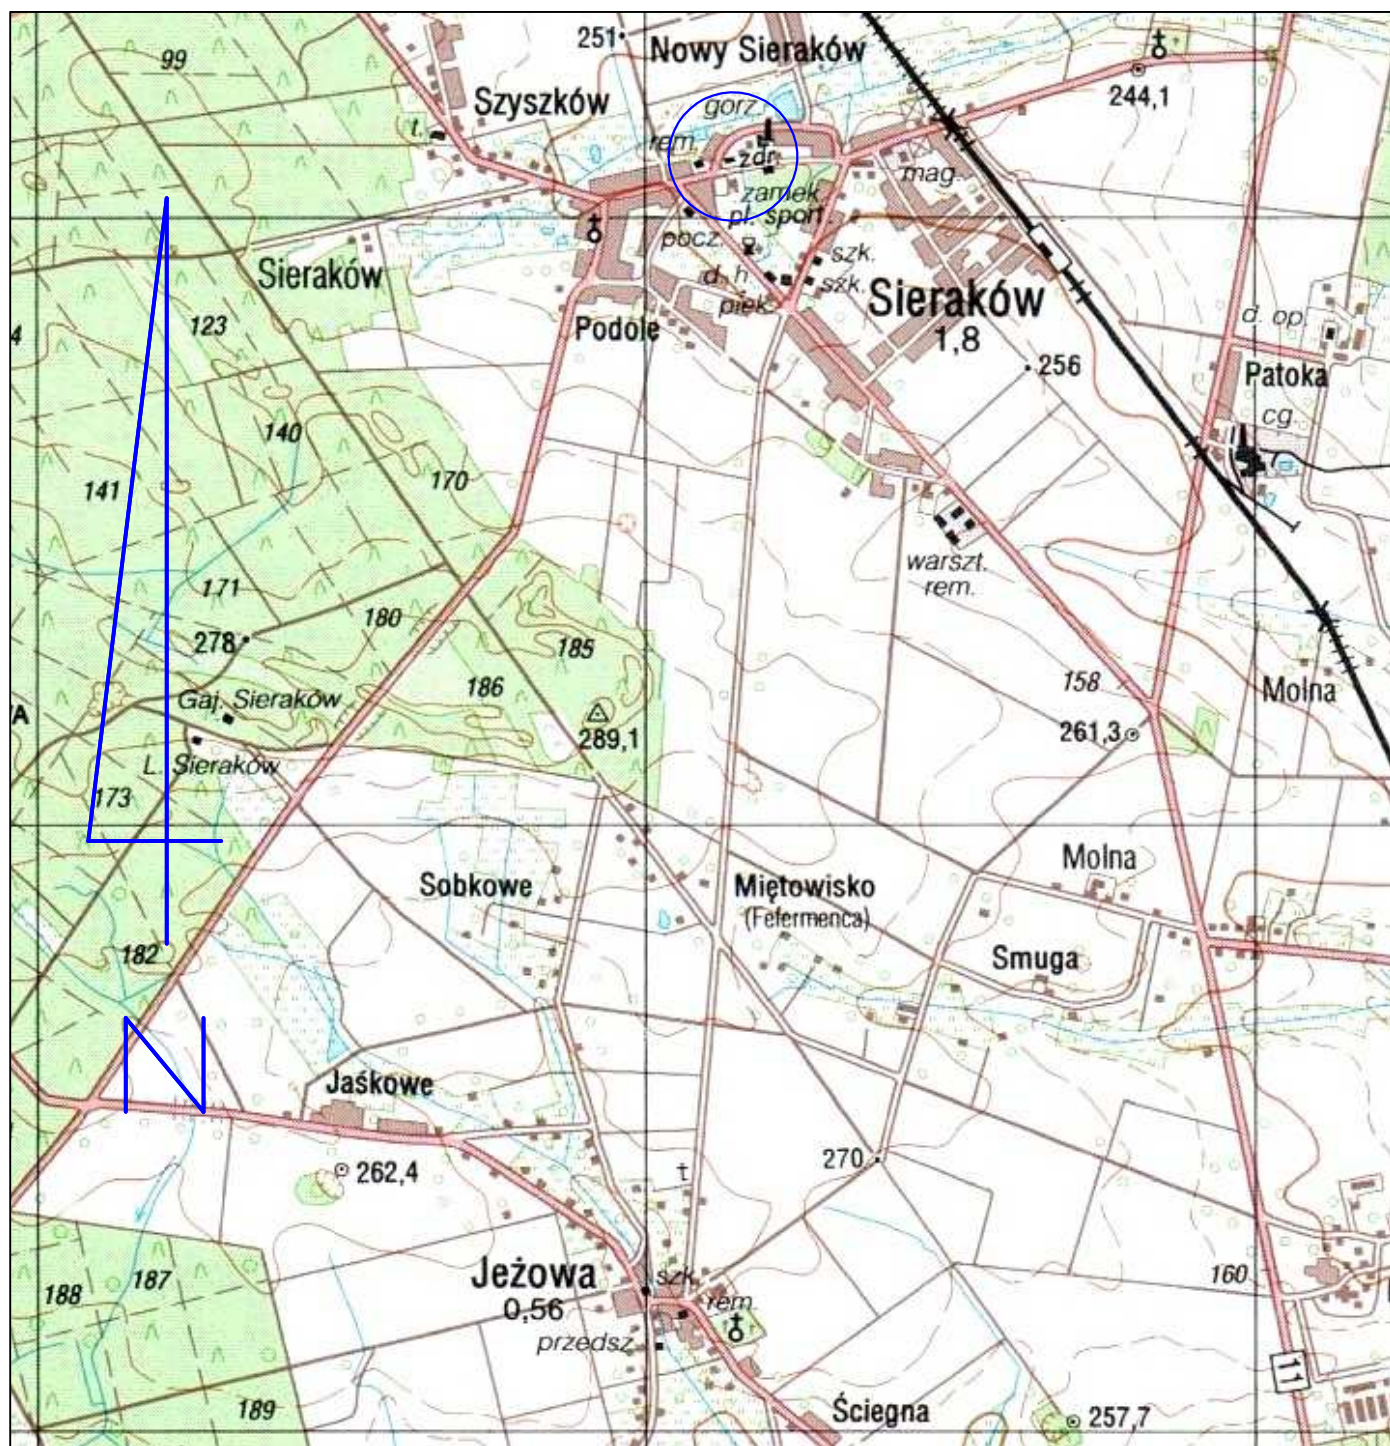 99
251
Nowy Sieraków
Szyszków
gorz.
244,1
t.
rem.
zdr.
mag.
zamek
pł. sport.
pocz.
szk.
Sieraków
d. h.
szk.
Sieraków
1,8
piek.
123
Podole
d. op.
256
Patoka
cg.
140
170
141
warszt.
rem.
171
180
278
185
186
158
Molna
Gaj. Sieraków
289,1
261,3
A
L. Sieraków
173
Molna
Sobkowe
Miętowisko
(Fefermenca)
182
Smuga
N
Jaśkowe
270
t
262,4
Jeżowa
szk.
0,56
rem.
160
187
188
przedsz.
11
189
Ściegna
257,7